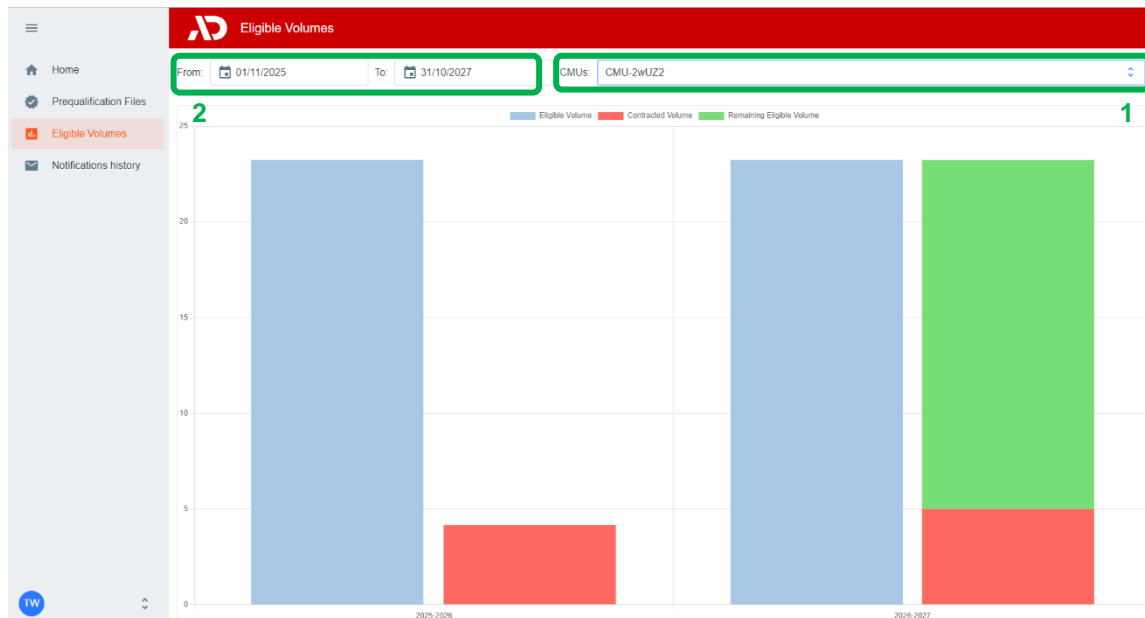 Eligible Volumes
Home
Prequalification Files
Eligible Volumes
Notifications history
TW
From: 01/11/2025 To: 31/10/2027 CMUs: CMU-2wUZ2
2
1
Eligible Volume Contracted Volume Remaining Eligible Volume
25
20
15
10
5
0
2025-2026 2026-2027